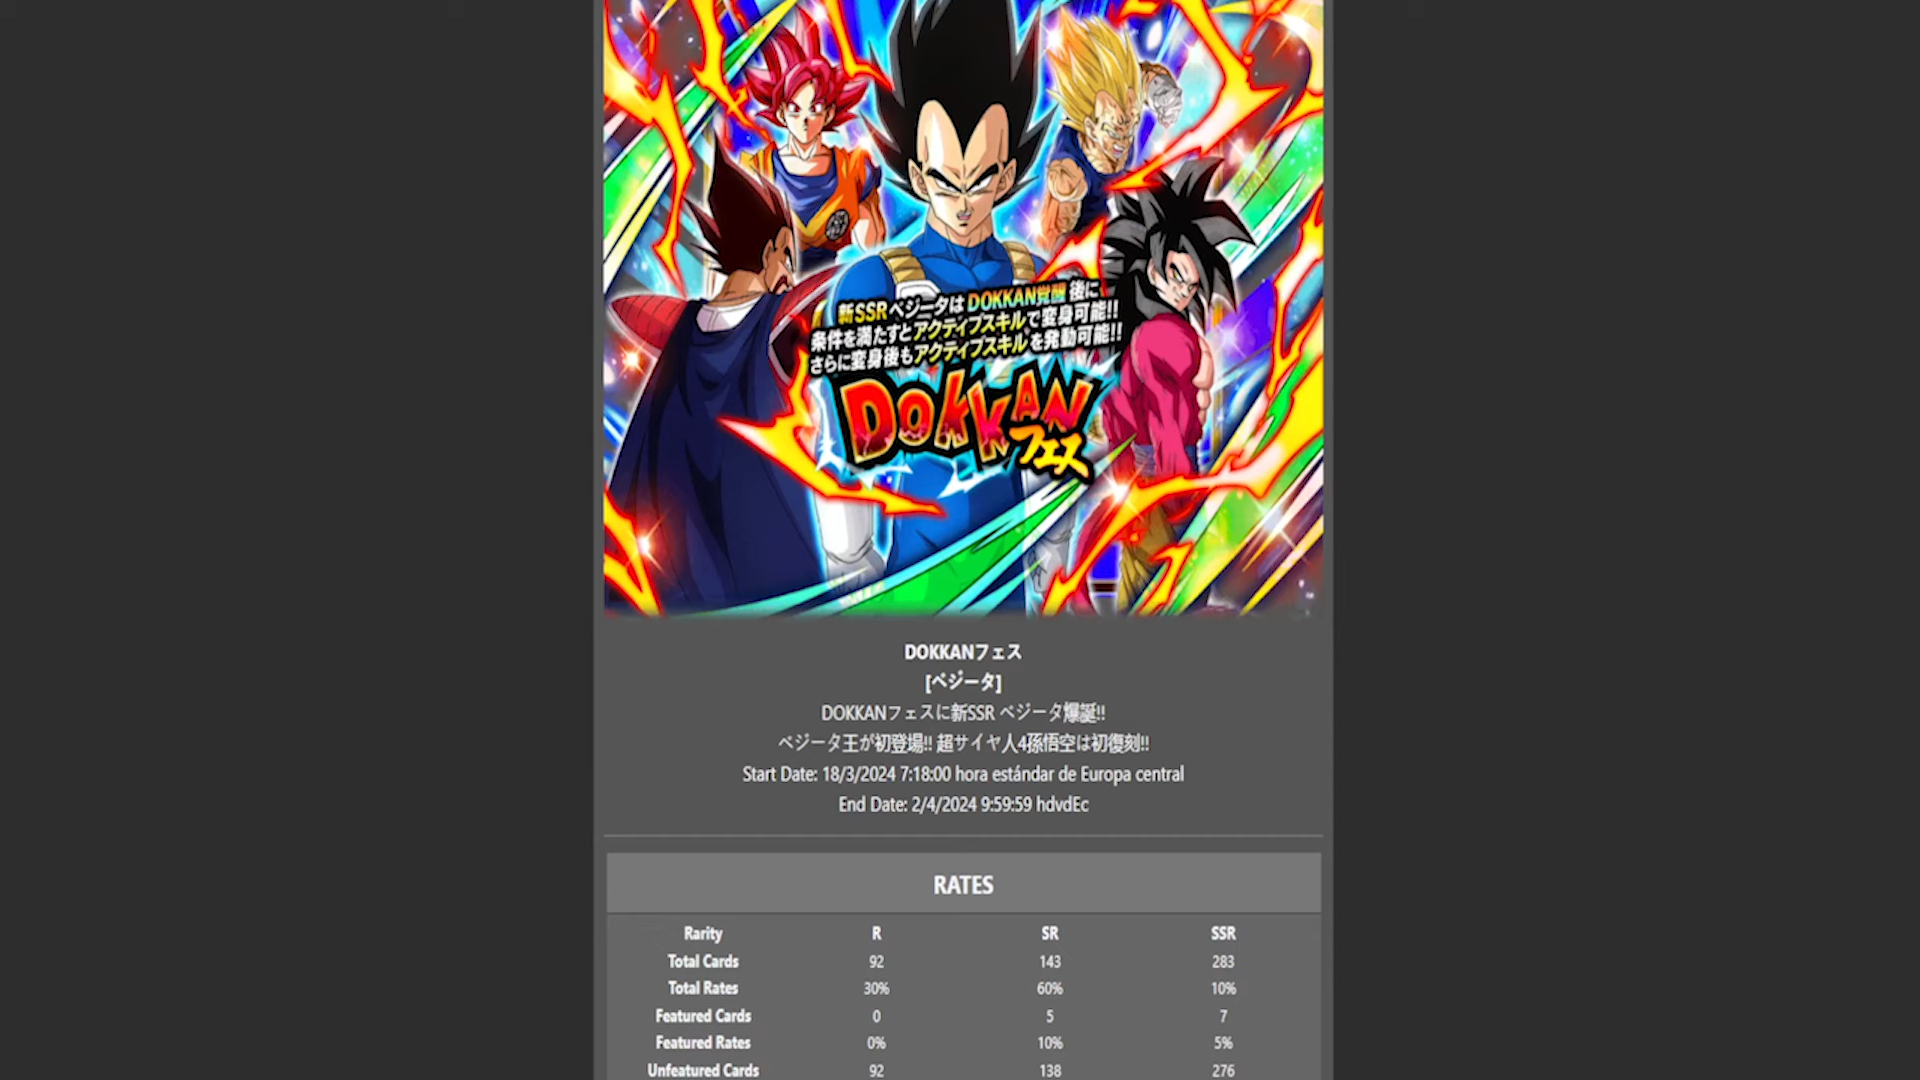 新SSRベジータはDOKKAN覚醒後に
条件を満たすとアクティブスキルで変身可能!!
さらに変身後もアクティブスキルを発動可能!!
DOKKAN
フェス
DOKKANフェス
[ベジータ]
DOKKANフェスに新SSR ベジータ爆誕!!
ベジータ王が初登場!! 超サイヤ人4孫悟空は初復刻!!
Start Date: 18/3/2024 7:18:00 hora estándar de Europa central
End Date: 2/4/2024 9:59:59 hdvdEc
RATES
Rarity R SR SSR
Total Cards 92 143 283
Total Rates 30% 60% 10%
Featured Cards 0 5 7
Featured Rates 0% 10% 5%
Unfeatured Cards 92 138 276